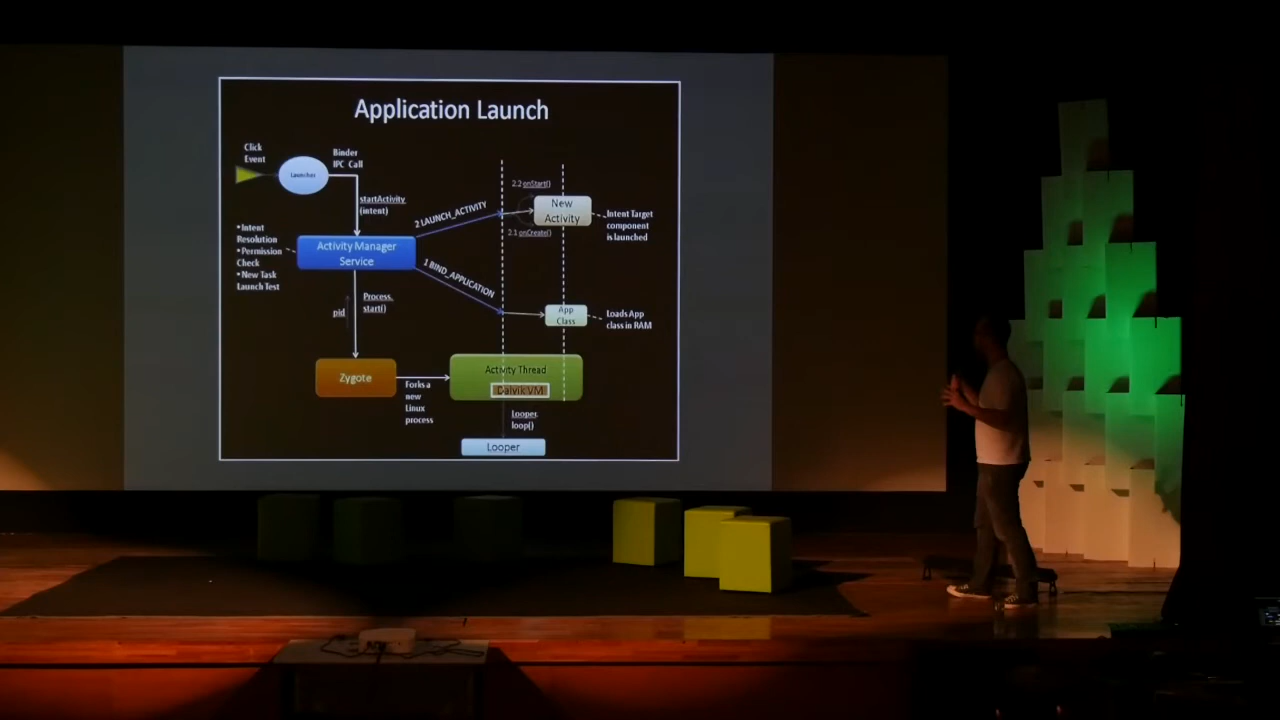 Application Launch
Click
Event
Launcher
Binder
IPC Call
startActivity
(intent)
• Intent
Resolution
• Permission
Check
• New Task
Launch Test
Activity Manager
Service
2 LAUNCH_ACTIVITY
1 BIND_APPLICATION
2.2 onStart()
New
Activity
2.1 onCreate()
Intent Target
component
is launched
App
Class
Loads App
class in RAM
pid
Process.
start()
Zygote
Forks a
new
Linux
process
Activity Thread
Dalvik VM
Looper.
loop()
Looper